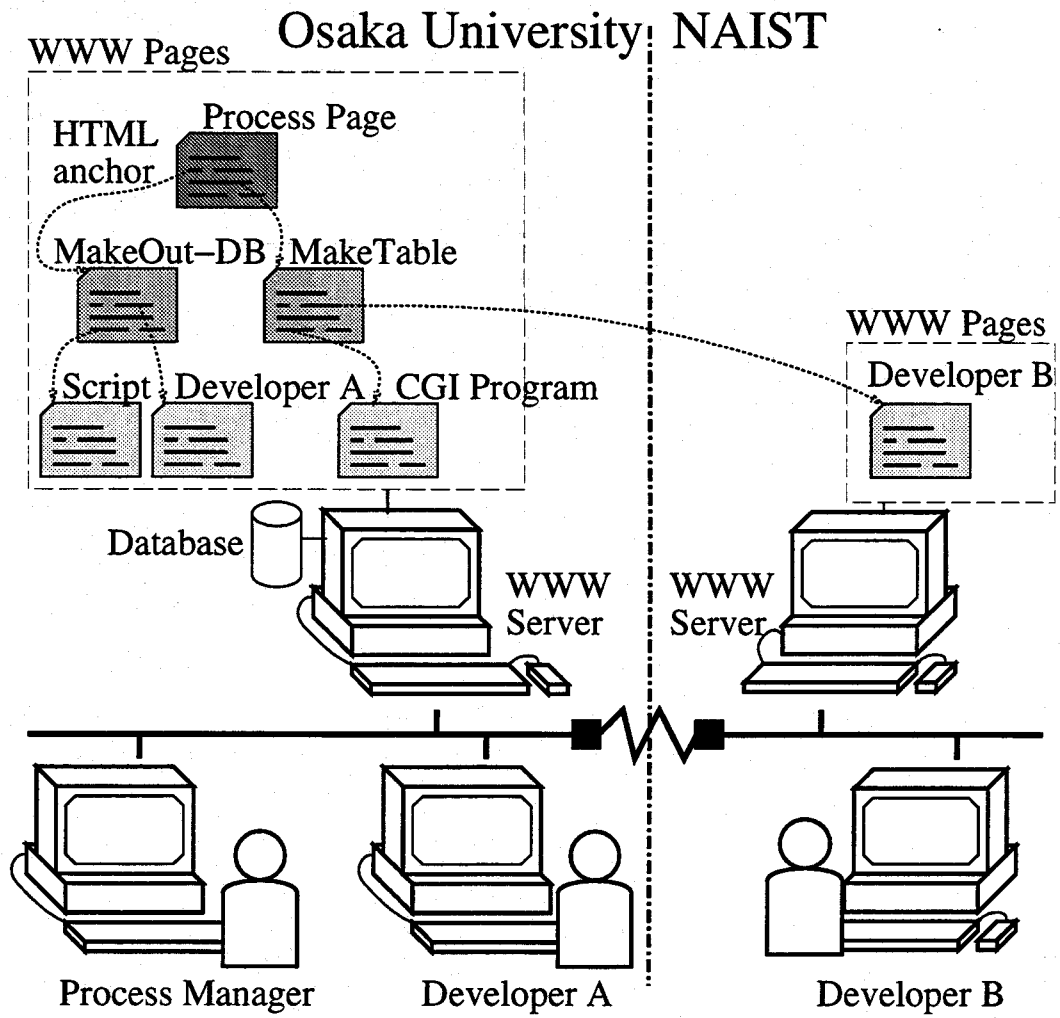 Osaka University NAIST
WWW Pages
Process Page
HTML
anchor
MakeOut-DB
MakeTable
WWW Pages
Script
Developer A
CGI Program
Developer B
Database
WWW
Server
WWW
Server
Process Manager
Developer A
Developer B